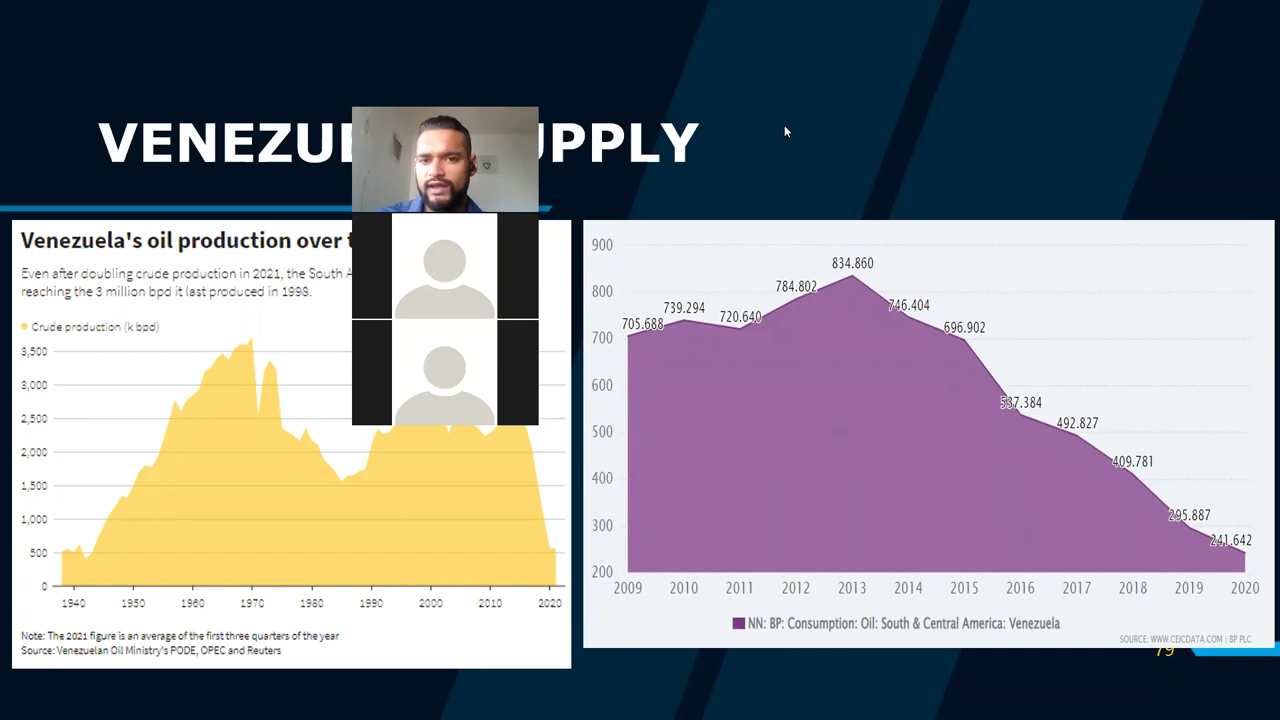 VENEZU UPPLY
Venezuela's oil production over
Even after doubling crude production in 2021, the South
reaching the 3 million bpd it last produced in 1998.
Crude production (k bpd)
3,500
3,000
2,500
2,000
1,500
1,000
500
0
1940 1950 1960 1970 1980 1990 2000 2010 2020
Note: The 2021 figure is an average of the first three quarters of the year
Source: Venezuelan Oil Ministry's PODE, OPEC and Reuters
900
800
700
600
500
400
300
200
705.688 739.294 720.640 784.802 834.860 746.404 696.902 537.384 492.827 409.781 295.887 241.642
2009 2010 2011 2012 2013 2014 2015 2016 2017 2018 2019 2020
NN: BP: Consumption: Oil: South & Central America: Venezuela
SOURCE: WWW.CEICDATA.COM | BP PLC
79